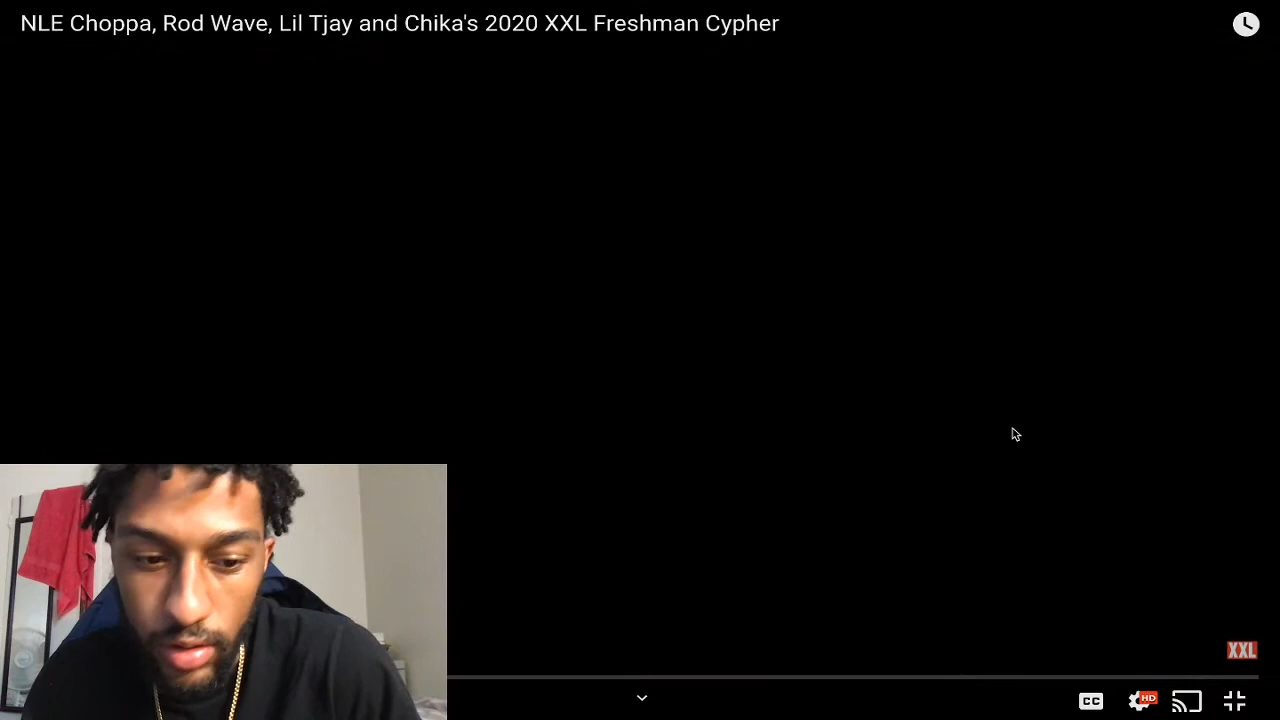 NLE Choppa, Rod Wave, Lil Tjay and Chika's 2020 XXL Freshman Cypher
XXL
CC
HD